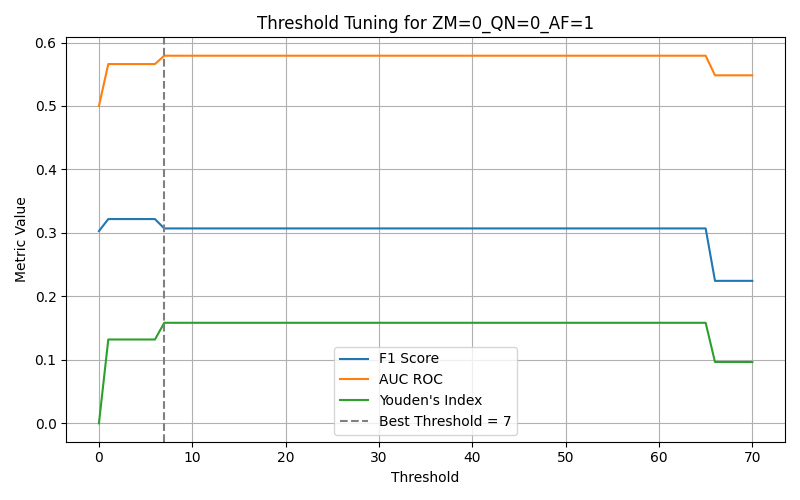 Threshold Tuning for ZM=0_QN=0_AF=1
Metric Value
0.6
0.5
0.4
0.3
0.2
0.1
0.0
F1 Score
AUC ROC
Youden's Index
Best Threshold = 7
0 10 20 30 40 50 60 70
Threshold